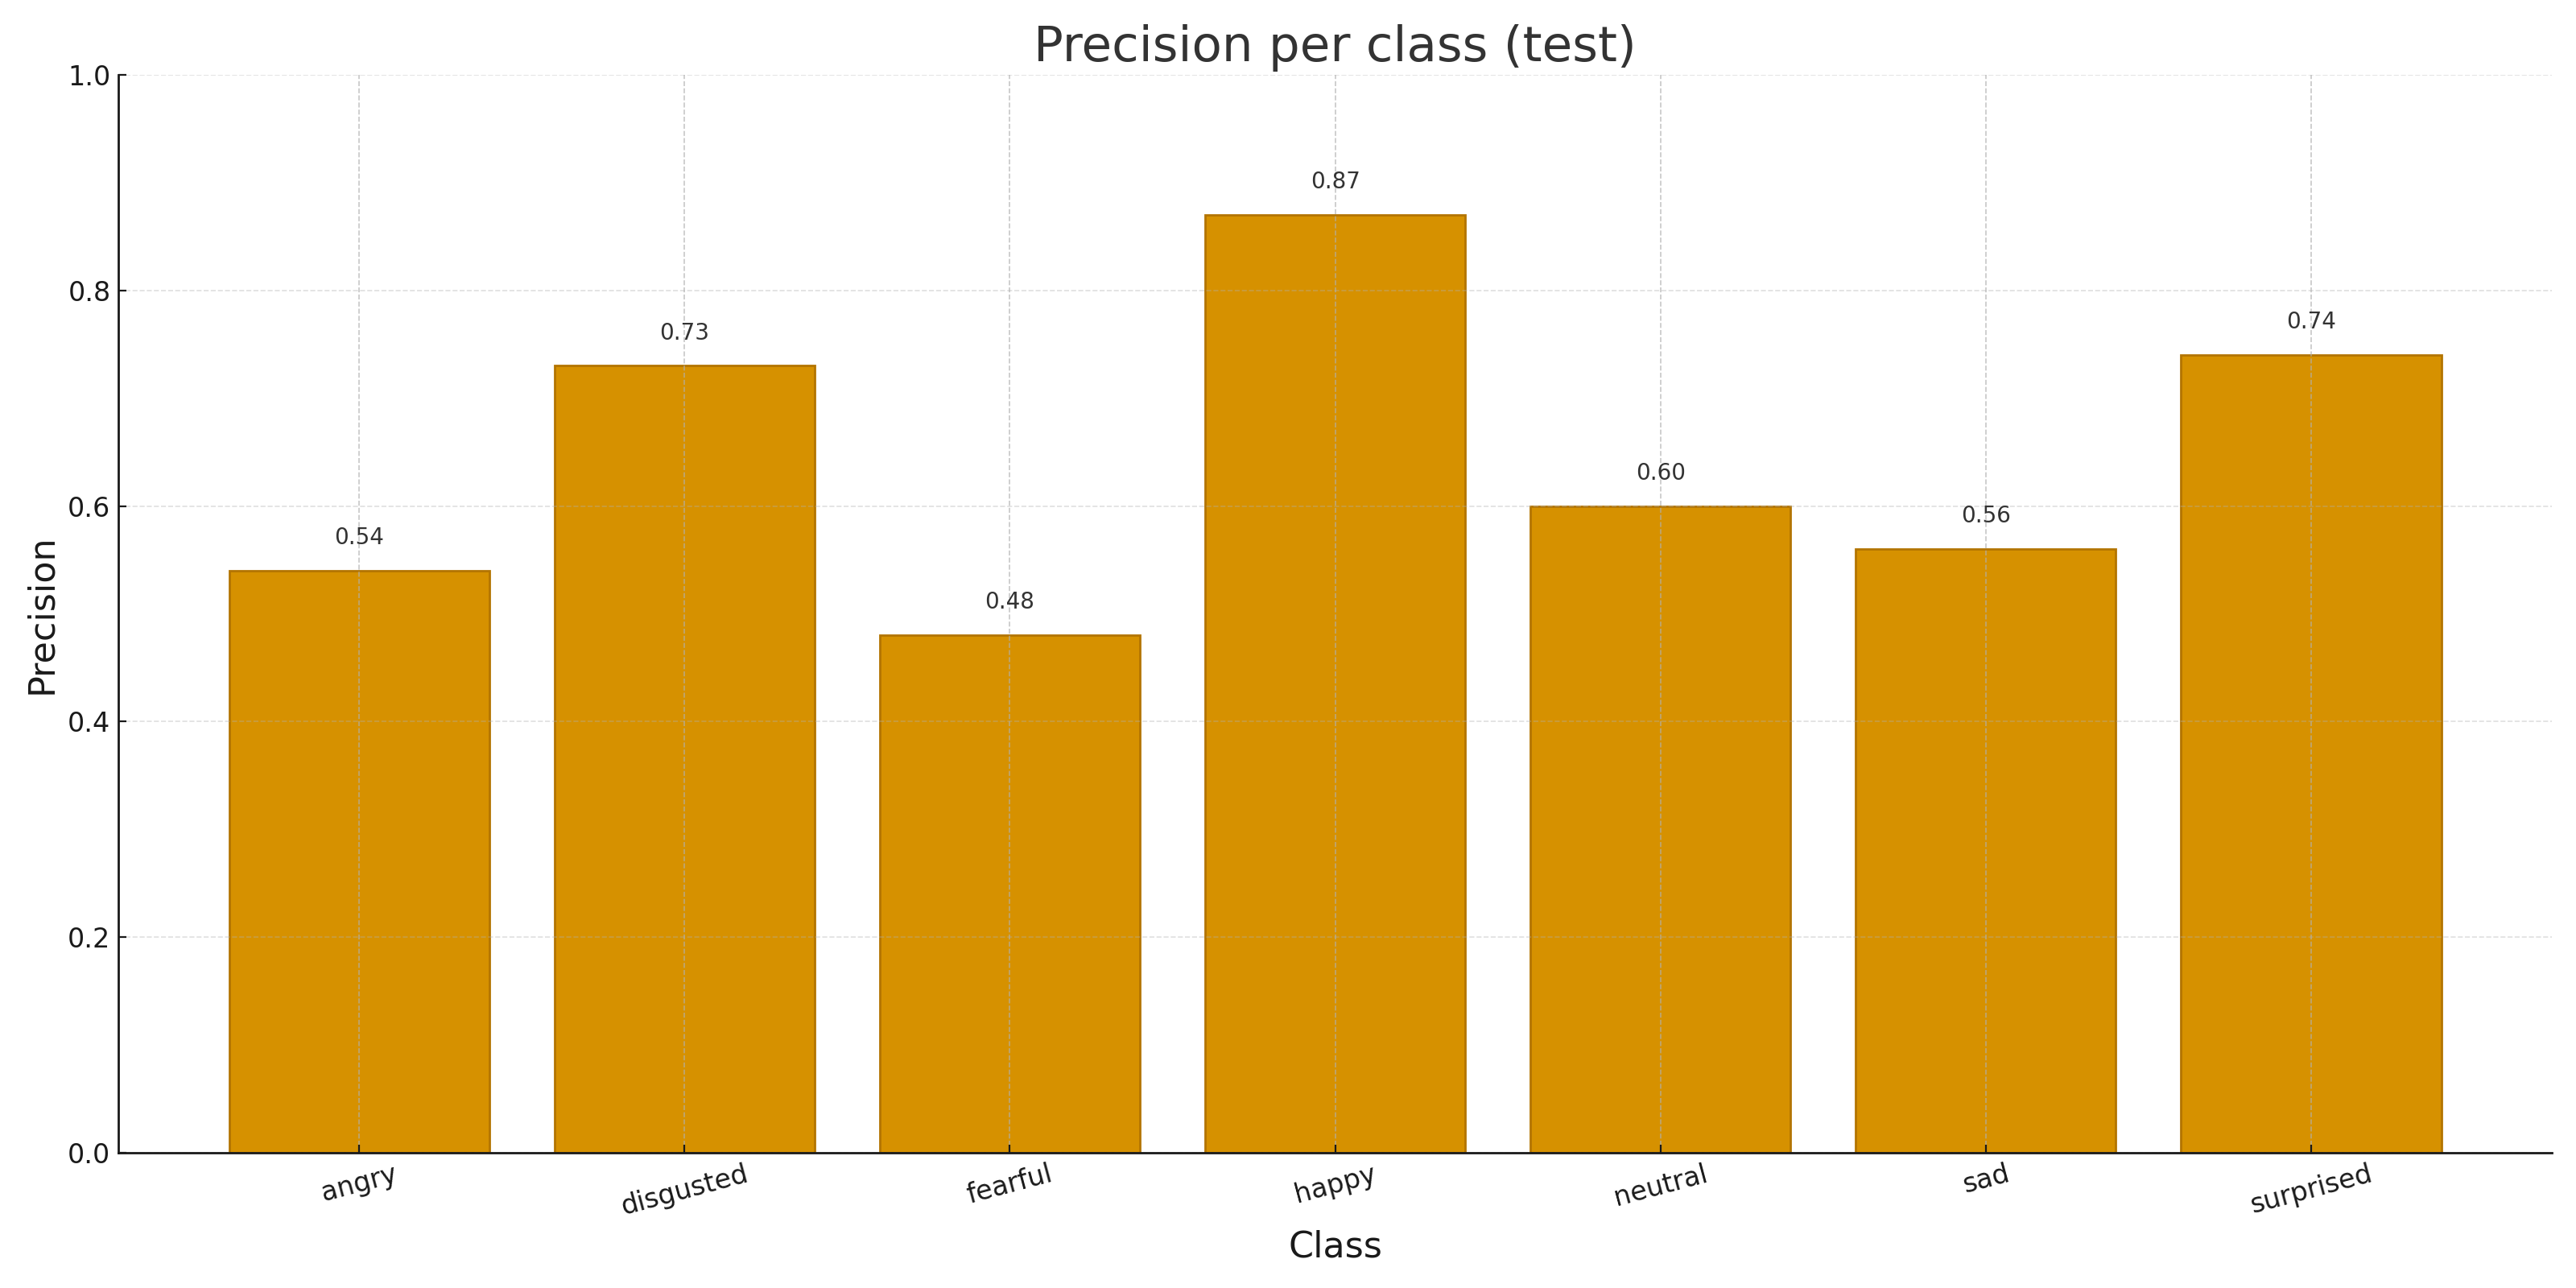 Precision per class (test)
1.0
0.87
0.8
0.73
0.74
0.60
0.6
0.54
0.56
0.48
Precision
0.4
0.2
0.0
angry
disgusted
fearful
happy
neutral
sad
surprised
Class